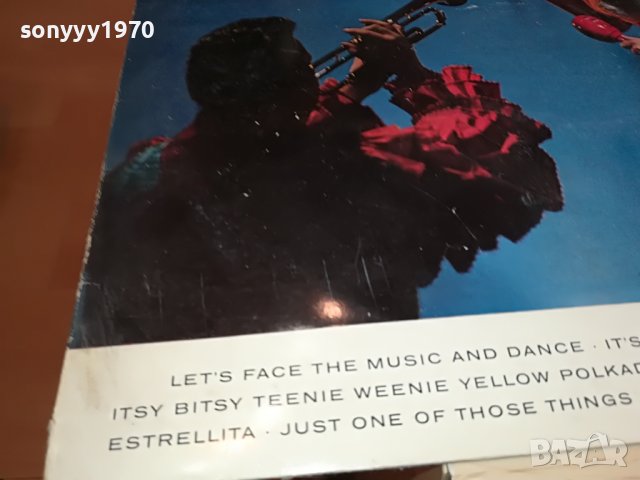 sonyyy1970
LET'S FACE THE MUSIC AND DANCE · IT'S
ITSY BITSY TEENIE WEENIE YELLOW POLKAD
ESTRELLITA · JUST ONE OF THOSE THINGS
BAZAR